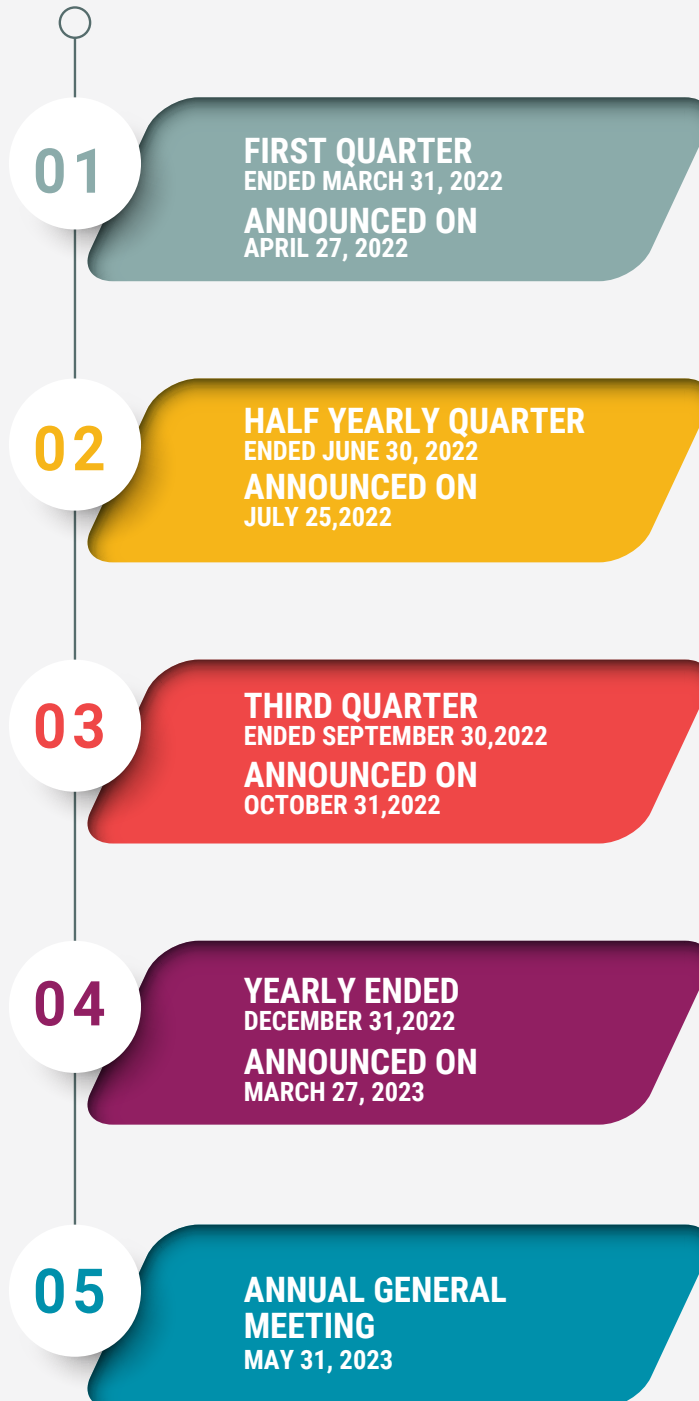 01
FIRST QUARTER
ENDED MARCH 31, 2022
ANNOUNCED ON
APRIL 27, 2022
02
HALF YEARLY QUARTER
ENDED JUNE 30, 2022
ANNOUNCED ON
JULY 25,2022
03
THIRD QUARTER
ENDED SEPTEMBER 30,2022
ANNOUNCED ON
OCTOBER 31,2022
04
YEARLY ENDED
DECEMBER 31,2022
ANNOUNCED ON
MARCH 27, 2023
05
ANNUAL GENERAL
MEETING
MAY 31, 2023